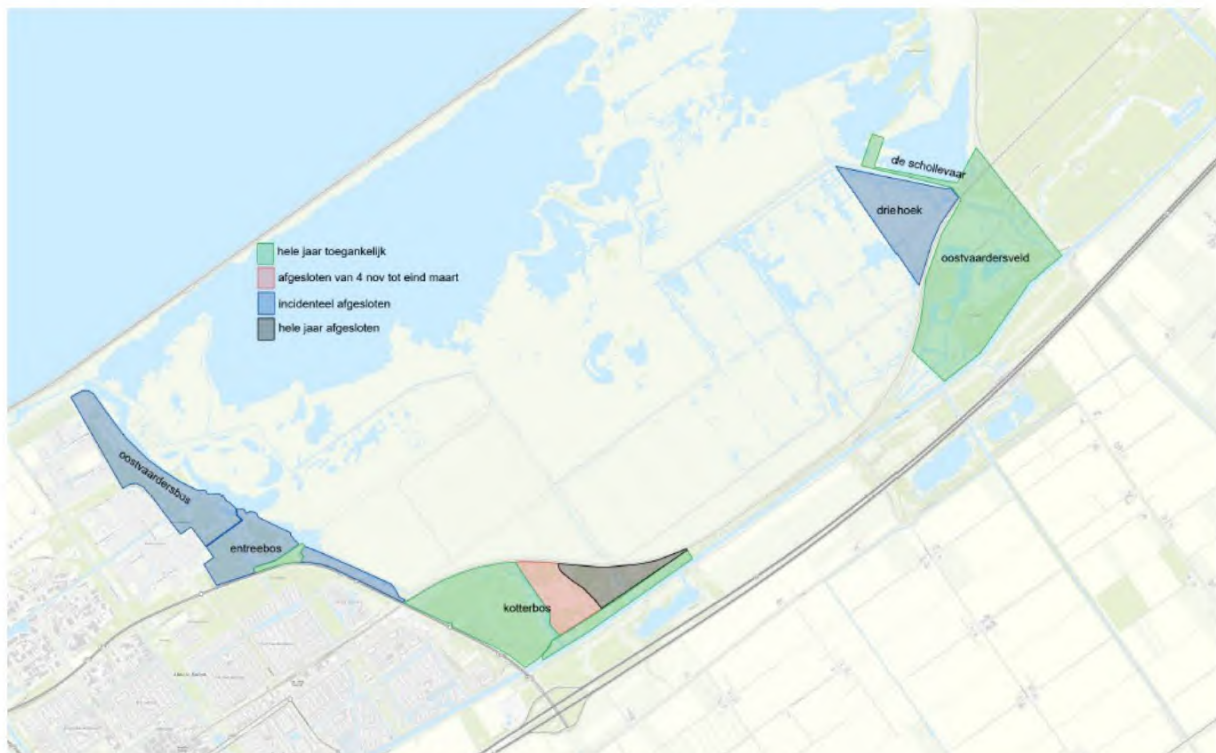 de schollevaar
driehoek
oostvaardersveld
hele jaar toegankelijk
afgesloten van 4 nov tot eind maart
incidenteel afgesloten
hele jaar afgesloten
oostvaardersbos
entreebos
kotterbos